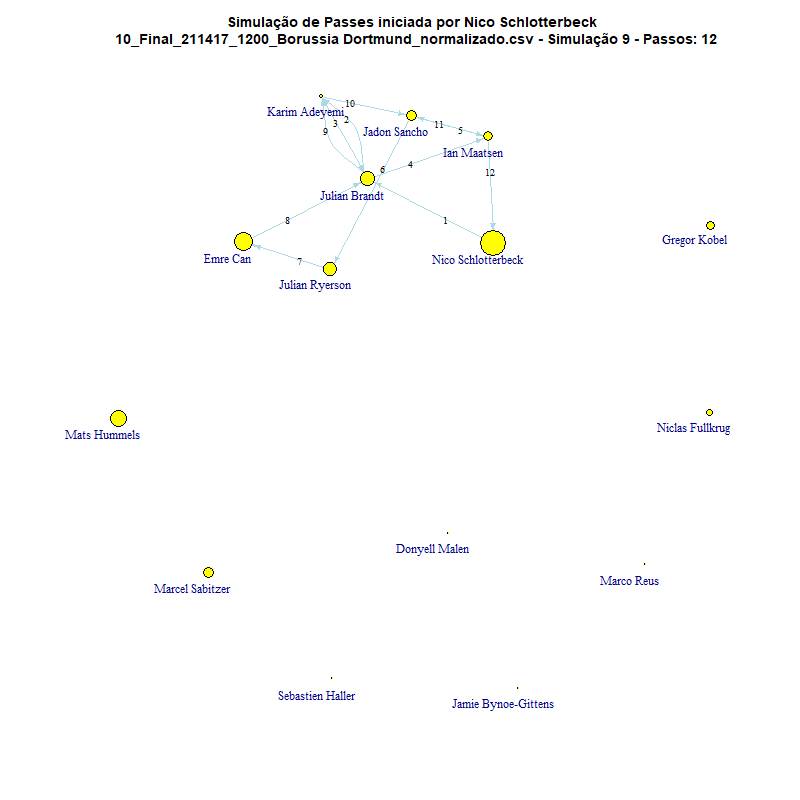 Simulação de Passes iniciada por Nico Schlotterbeck
10_Final_211417_1200_Borussia Dortmund_normalizado.csv - Simulação 9 - Passos: 12
10
Karim Adeyemi
2
3
9
Jadon Sancho
11
5
Ian Maatsen
4
6
12
Julian Brandt
8
1
Gregor Kobel
Emre Can
7
Nico Schlotterbeck
Julian Ryerson
Mats Hummels
Niclas Fullkrug
Donyell Malen
Marco Reus
Marcel Sabitzer
Sebastien Haller
Jamie Bynoe-Gittens